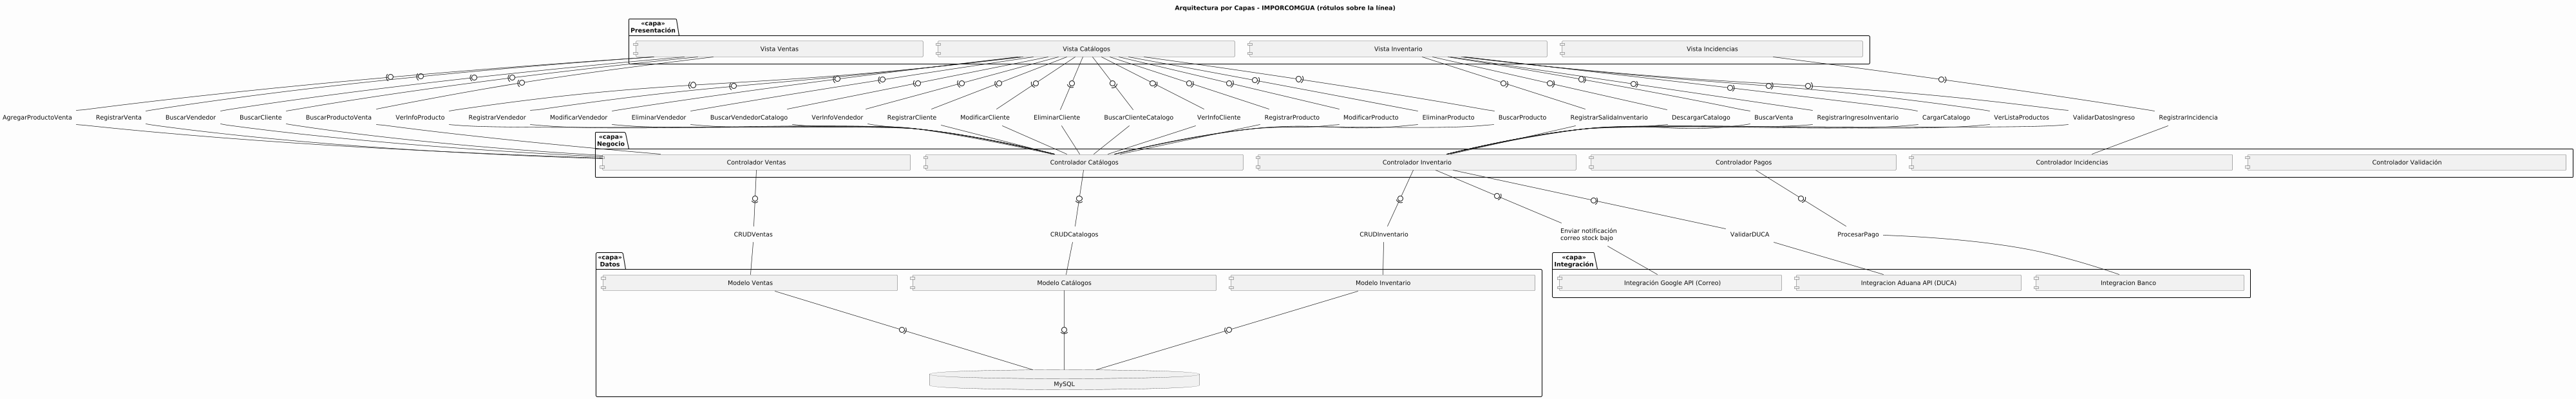 Arquitectura por Capas - IMPORCOMGUA (rótulos sobre la línea)
«capa»
Presentación
Vista Ventas
Vista Catálogos
Vista Inventario
Vista Incidencias
AgregarProductoVenta
RegistrarVenta
BuscarVendedor
BuscarCliente
BuscarProductoVenta
VerInfoProducto
RegistrarVendedor
ModificarVendedor
EliminarVendedor
BuscarVendedorCatalogo
VerInfoVendedor
RegistrarCliente
ModificarCliente
EliminarCliente
BuscarClienteCatalogo
VerInfoCliente
RegistrarProducto
ModificarProducto
EliminarProducto
BuscarProducto
RegistrarSalidaInventario
DescargarCatalogo
BuscarVenta
RegistrarIngresoInventario
CargarCatalogo
VerListaProductos
ValidarDatosIngreso
RegistrarIncidencia
«capa»
Negocio
Controlador Ventas
Controlador Catálogos
Controlador Inventario
Controlador Pagos
Controlador Incidencias
Controlador Validación
CRUDVentas
CRUDCatalogos
CRUDInventario
Enviar notificación
correo stock bajo
ValidarDUCA
ProcesarPago
«capa»
Datos
Modelo Ventas
Modelo Catálogos
Modelo Inventario
«capa»
Integración
Integración Google API (Correo)
Integracion Aduana API (DUCA)
Integracion Banco
MySQL